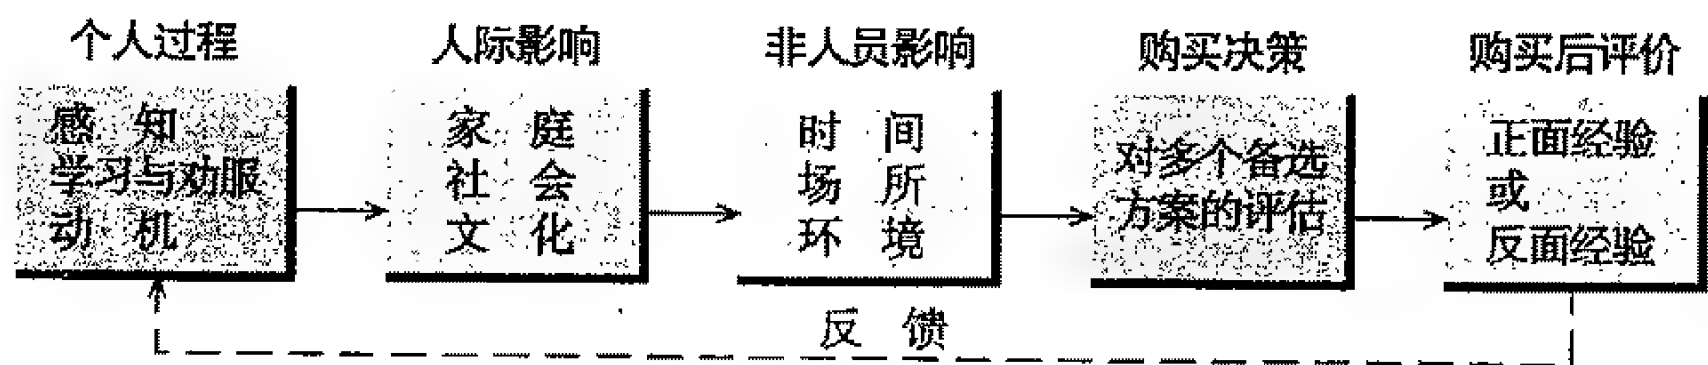 个人过程
感 知
学习与劝服
动 机
人际影响
家 庭
社 会
文 化
非人员影响
时 间
场 所
环 境
购买决策
对多个备选
方案的评估
购买后评价
正面经验
或
反面经验
反 馈